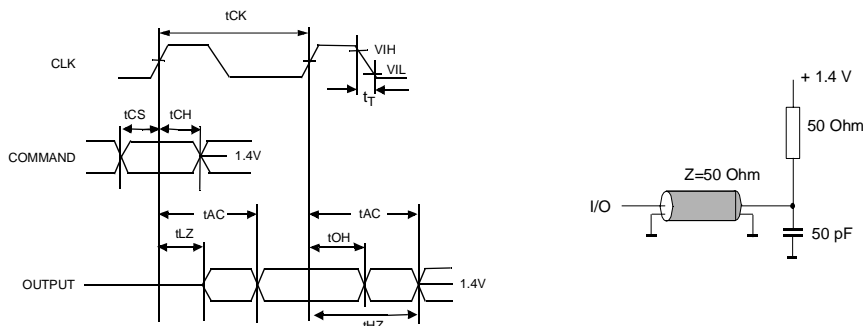 tCK
CLK
VIH
VIL
tT
tCS
tCH
COMMAND
1.4V
tAC
tAC
tLZ
tOH
OUTPUT
1.4V
tHZ
+ 1.4 V
50 Ohm
Z=50 Ohm
I/O
50 pF